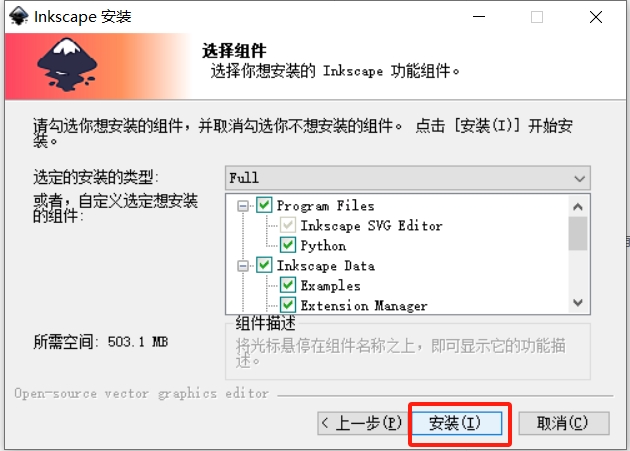 Inkscape 安装
选择组件
选择你想安装的 Inkscape 功能组件。
请勾选你想安装的组件，并取消勾选你不想安装的组件。 点击 [安装(I)] 开始安
装。
选定的安装的类型:
Full
或者，自定义选定想安装
的组件:
Program Files
Inkscape SVG Editor
Python
Inkscape Data
Examples
Extension Manager
所需空间: 503.1 MB
组件描述
将光标悬停在组件名称之上，即可显示它的功能描
述。
Open-source vector graphics editor
< 上一步(P)
安装(I)
取消(C)